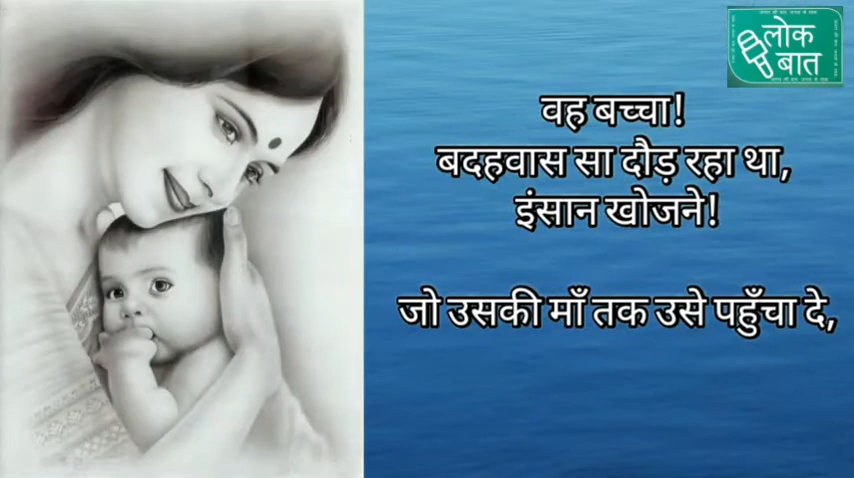 लोक
बात
वह बच्चा!
बदहवास सा दौड़ रहा था,
इंसान खोजने!
जो उसकी माँ तक उसे पहुँचा दे,